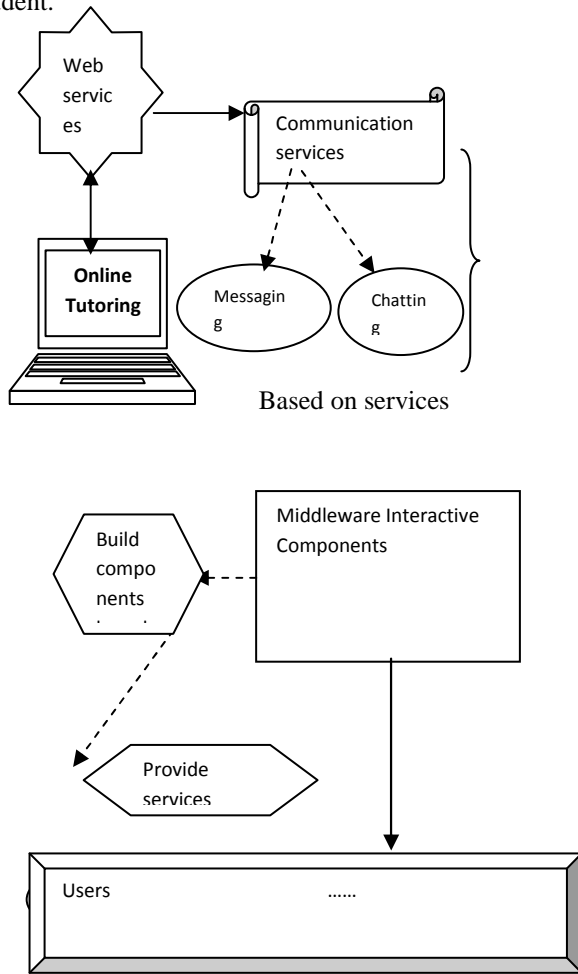 udent.
Web
servic
es
Communication
services
Online
Tutoring
Messagin
g
Chattin
g
Based on services
Middleware Interactive
Components
Build
compo
nents
Provide
services
Users ......